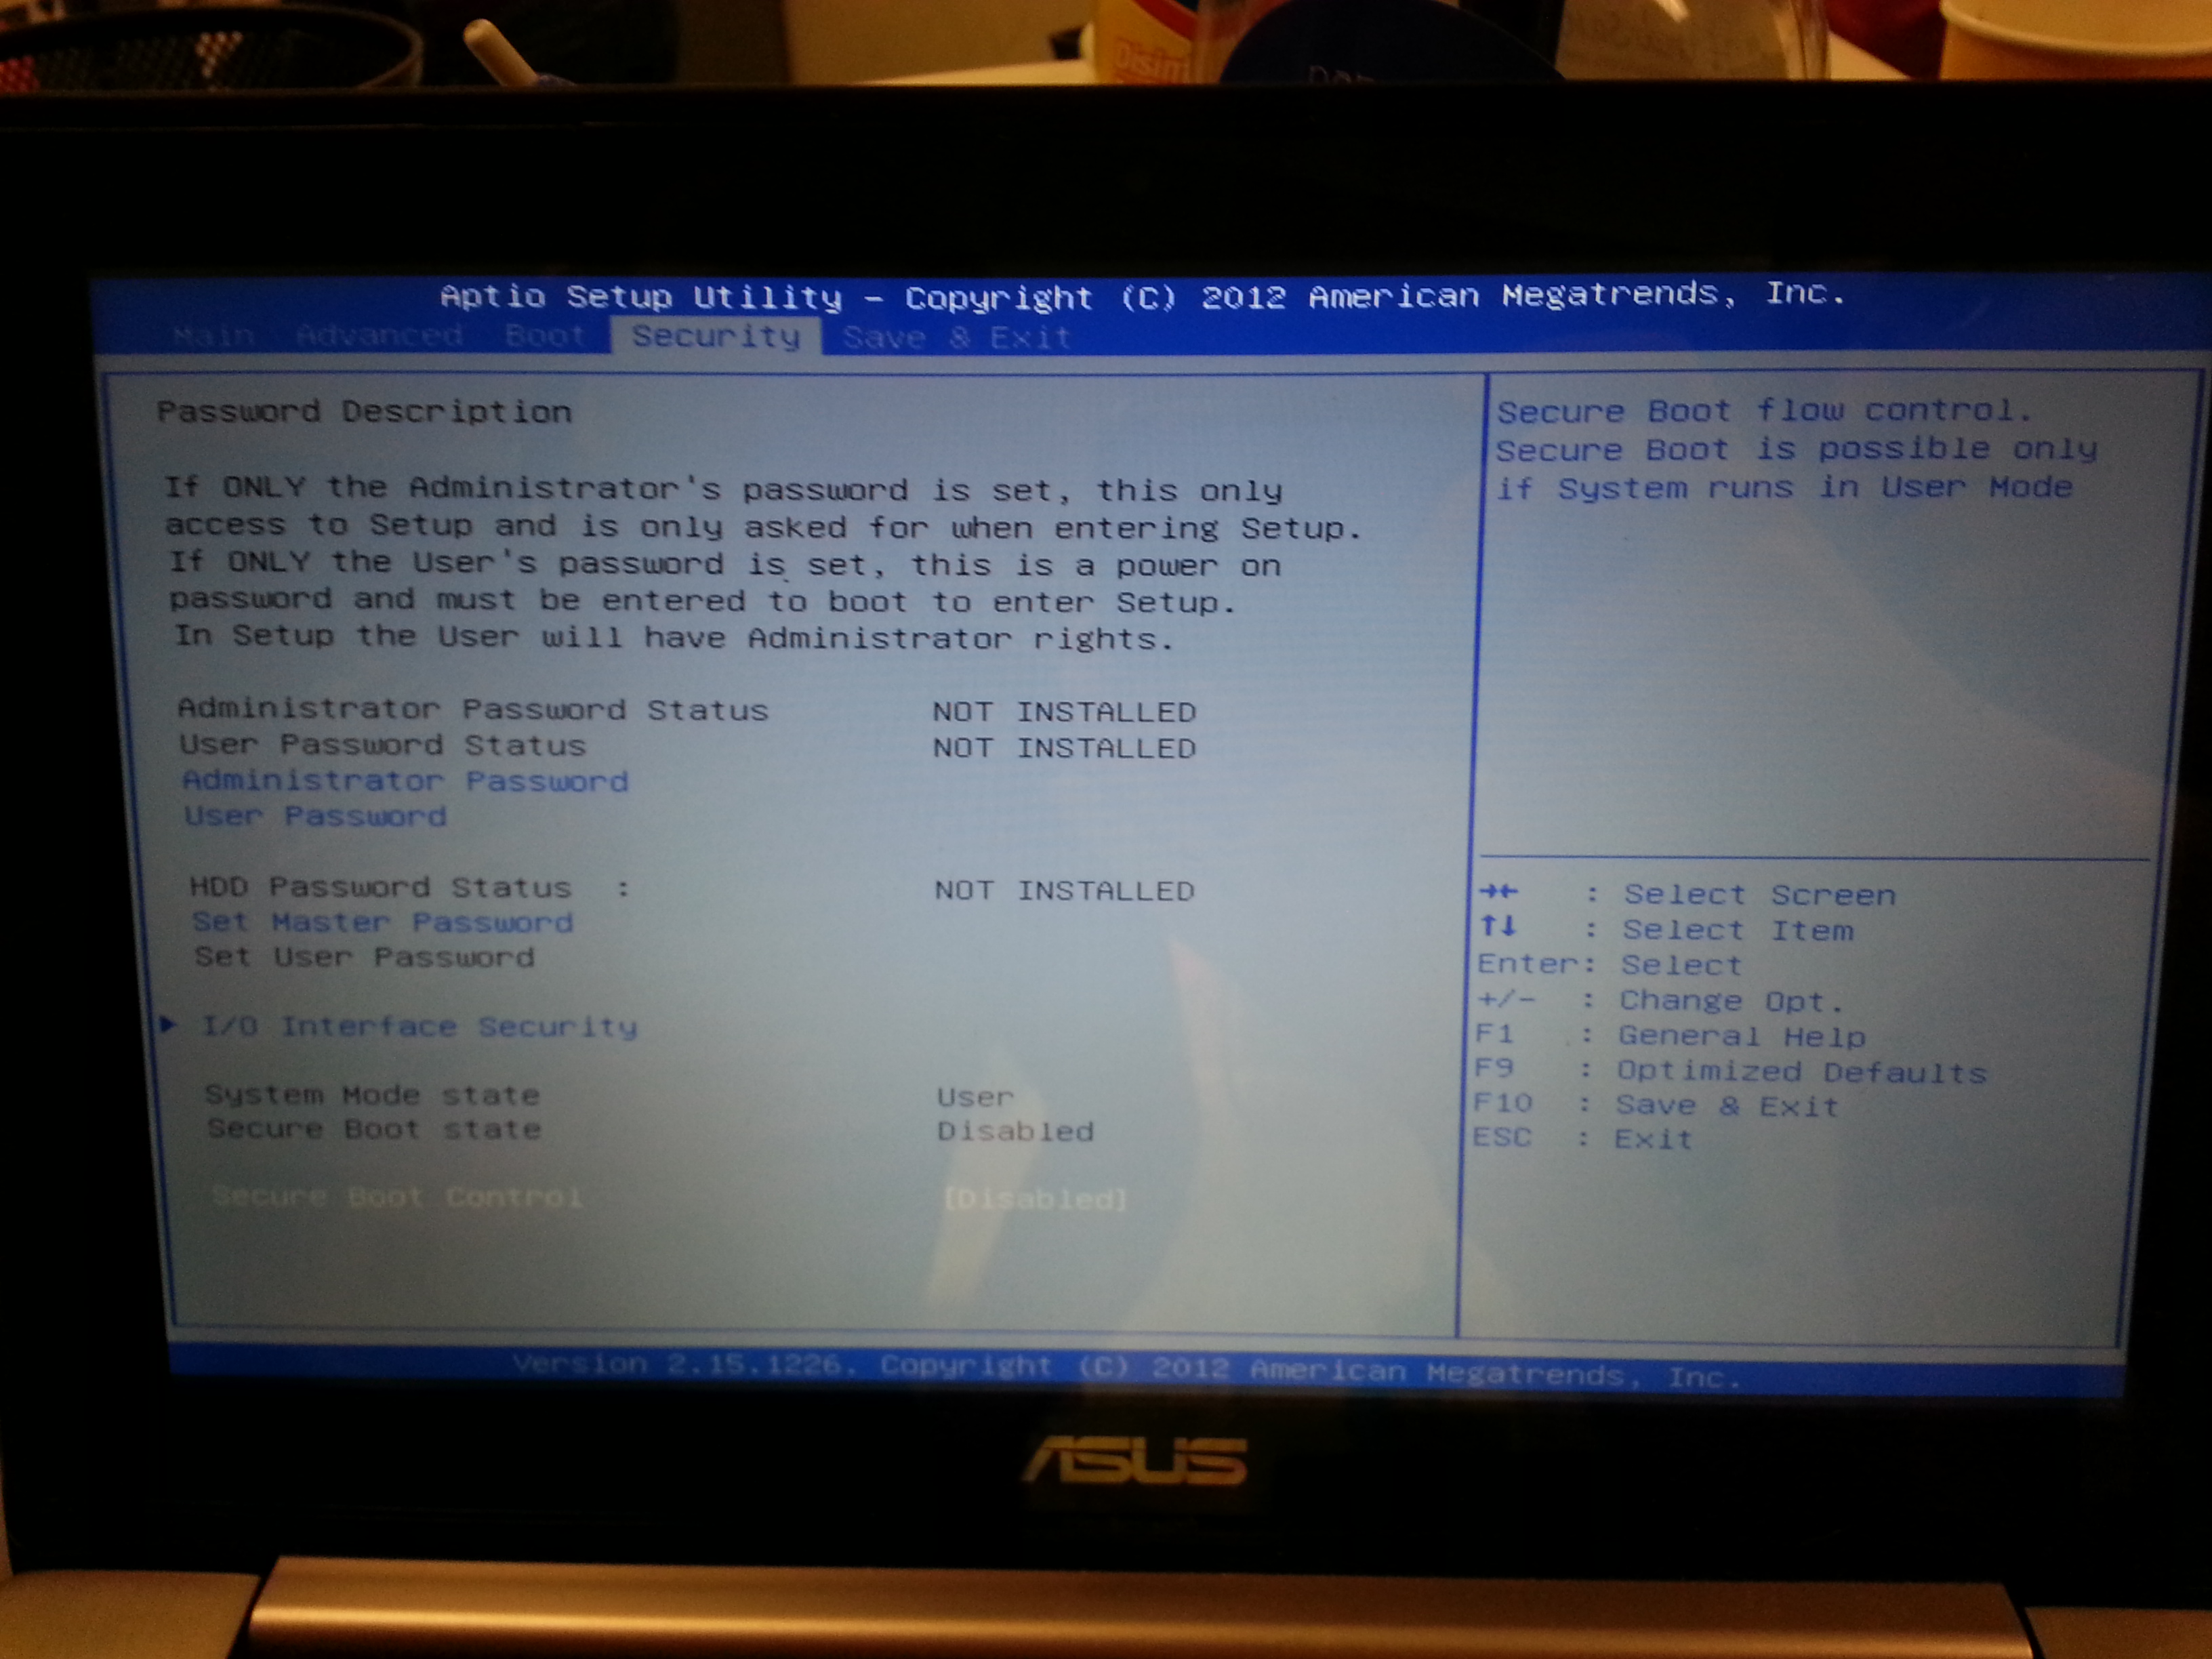 Disim
Aptio Setup Utility - Copyright (C) 2012 American Megatrends, Inc.
Main Advanced Boot Security Save & Exit
Password Description
If ONLY the Administrator's password is set, this only
access to Setup and is only asked for when entering Setup.
If ONLY the User's password is set, this is a power on
password and must be entered to boot to enter Setup.
In Setup the User will have Administrator rights.
Administrator Password Status NOT INSTALLED
User Password Status NOT INSTALLED
Administrator Password
User Password
HDD Password Status : NOT INSTALLED
Set Master Password
Set User Password
I/O Interface Security
System Mode state User
Secure Boot state Disabled
Secure Boot Control [Disabled]
Secure Boot flow control.
Secure Boot is possible only
if System runs in User Mode
→← : Select Screen
↑↓ : Select Item
Enter: Select
+/- : Change Opt.
F1 : General Help
F9 : Optimized Defaults
F10 : Save & Exit
ESC : Exit
Version 2.15.1226. Copyright (C) 2012 American Megatrends, Inc.
ASUS